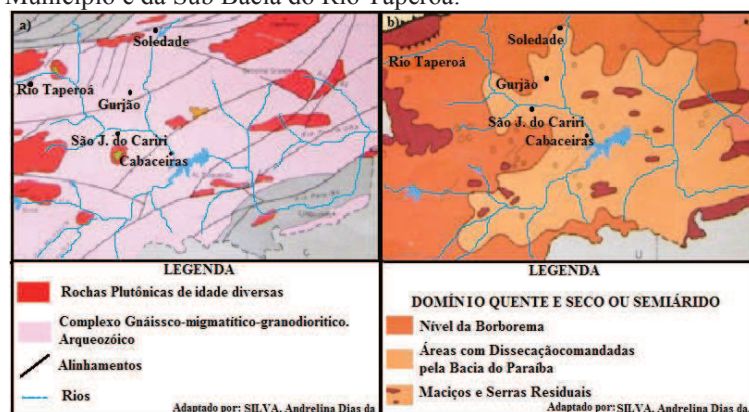 Município e da Sub Bacia do Rio Taperoá.
a)
Soledade
Rio Taperoá
Gurjão
São J. do Cariri
Cabaceiras
LEGENDA
Rochas Plutônicas de idade diversas
Complexo Gnáissco-migmatítico-granodiorítico.
Arqueozóico
Alinhamentos
Rios
Adaptado por: SILVA, Andrelina Dias da
b)
Soledade
Rio Taperoá
Gurjão
São J. do Cariri
Cabaceiras
U
LEGENDA
DOMÍNIO QUENTE E SECO OU SEMIÁRIDO
Nível da Borborema
Áreas com Dissecaçãocomandadas
pela Bacia do Paraíba
Maciços e Serras Residuais
Adaptado por: SILVA, Andrelina Dias da